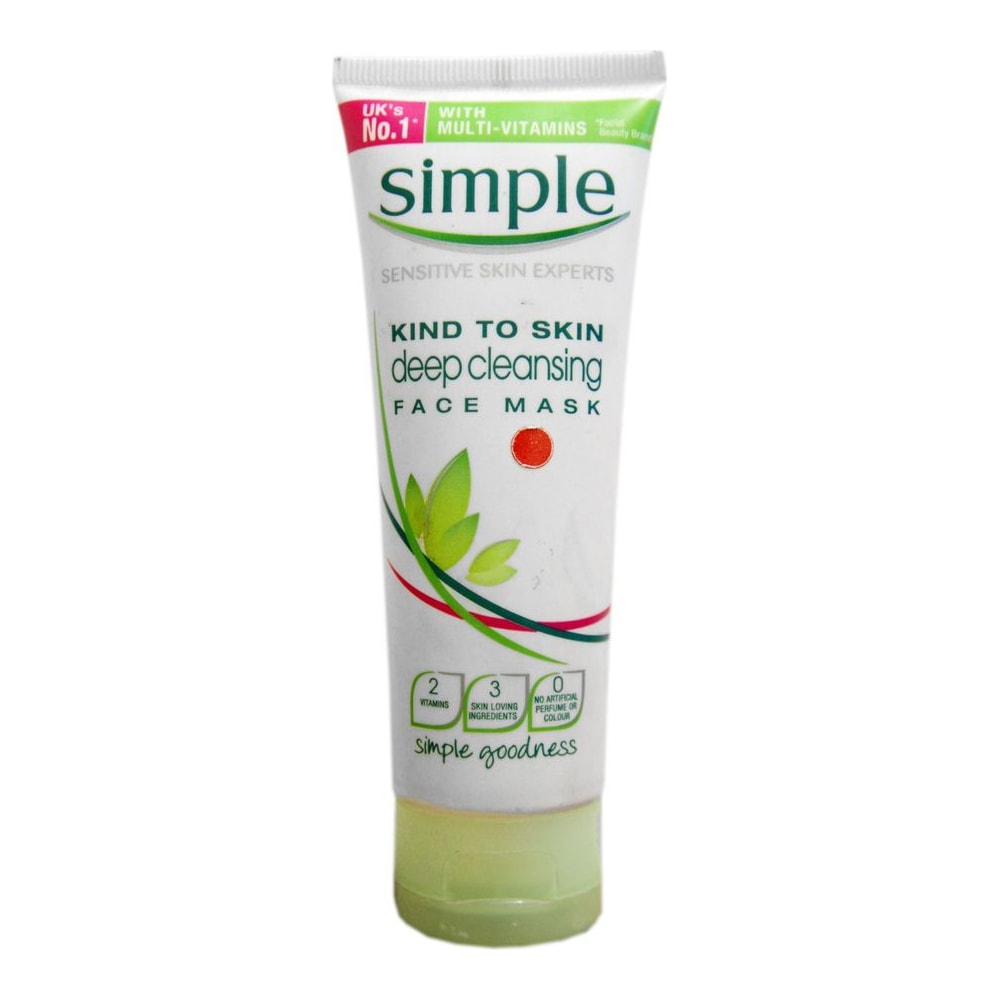 UK's
No.1*
WITH
MULTI-VITAMINS
*Facial
Beauty Brand
simple
SENSITIVE SKIN EXPERTS
KIND TO SKIN
deep cleansing
FACE MASK
2
VITAMINS
3
SKIN LOVING
INGREDIENTS
0
NO ARTIFICIAL
PERFUME OR
COLOUR
simple goodness